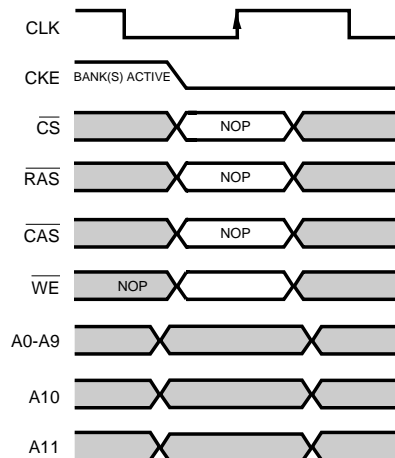 CLK
CKE BANK(S) ACTIVE
CS NOP
RAS NOP
CAS NOP
WE NOP
A0-A9
A10
A11